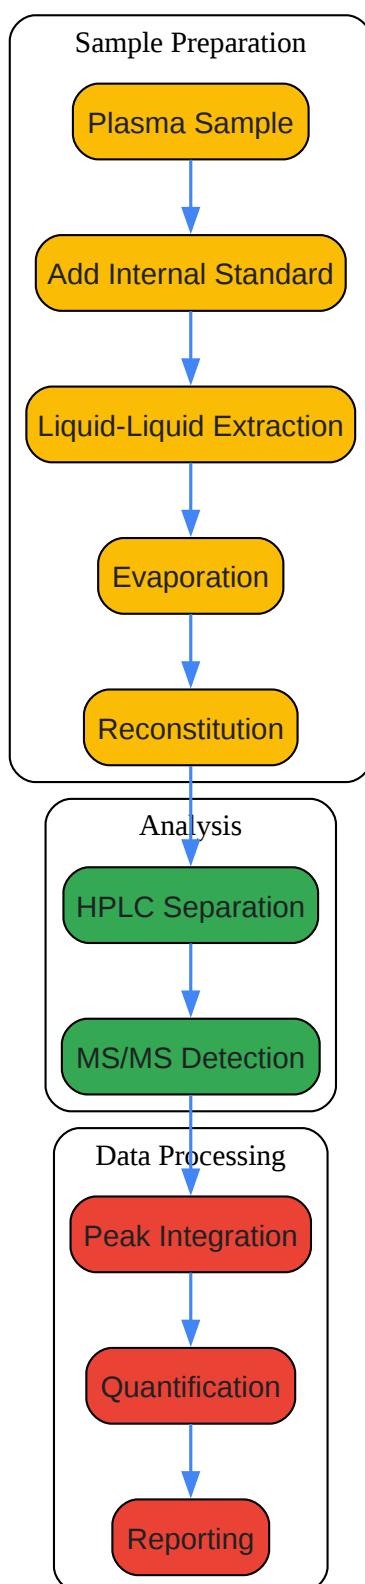 Sample Preparation
Plasma Sample
Add Internal Standard
Liquid-Liquid Extraction
Evaporation
Reconstitution
Analysis
HPLC Separation
MS/MS Detection
Data Processing
Peak Integration
Quantification
Reporting